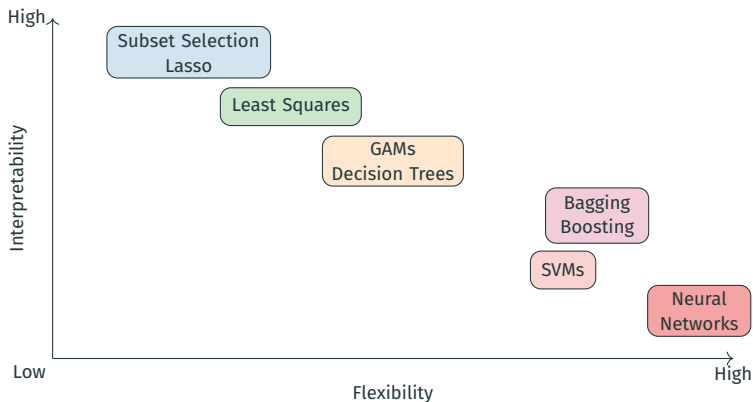 High
Subset Selection
Lasso
Least Squares
GAMs
Decision Trees
Bagging
Boosting
SVMs
Neural
Networks
Interpretability
Low
High
Flexibility